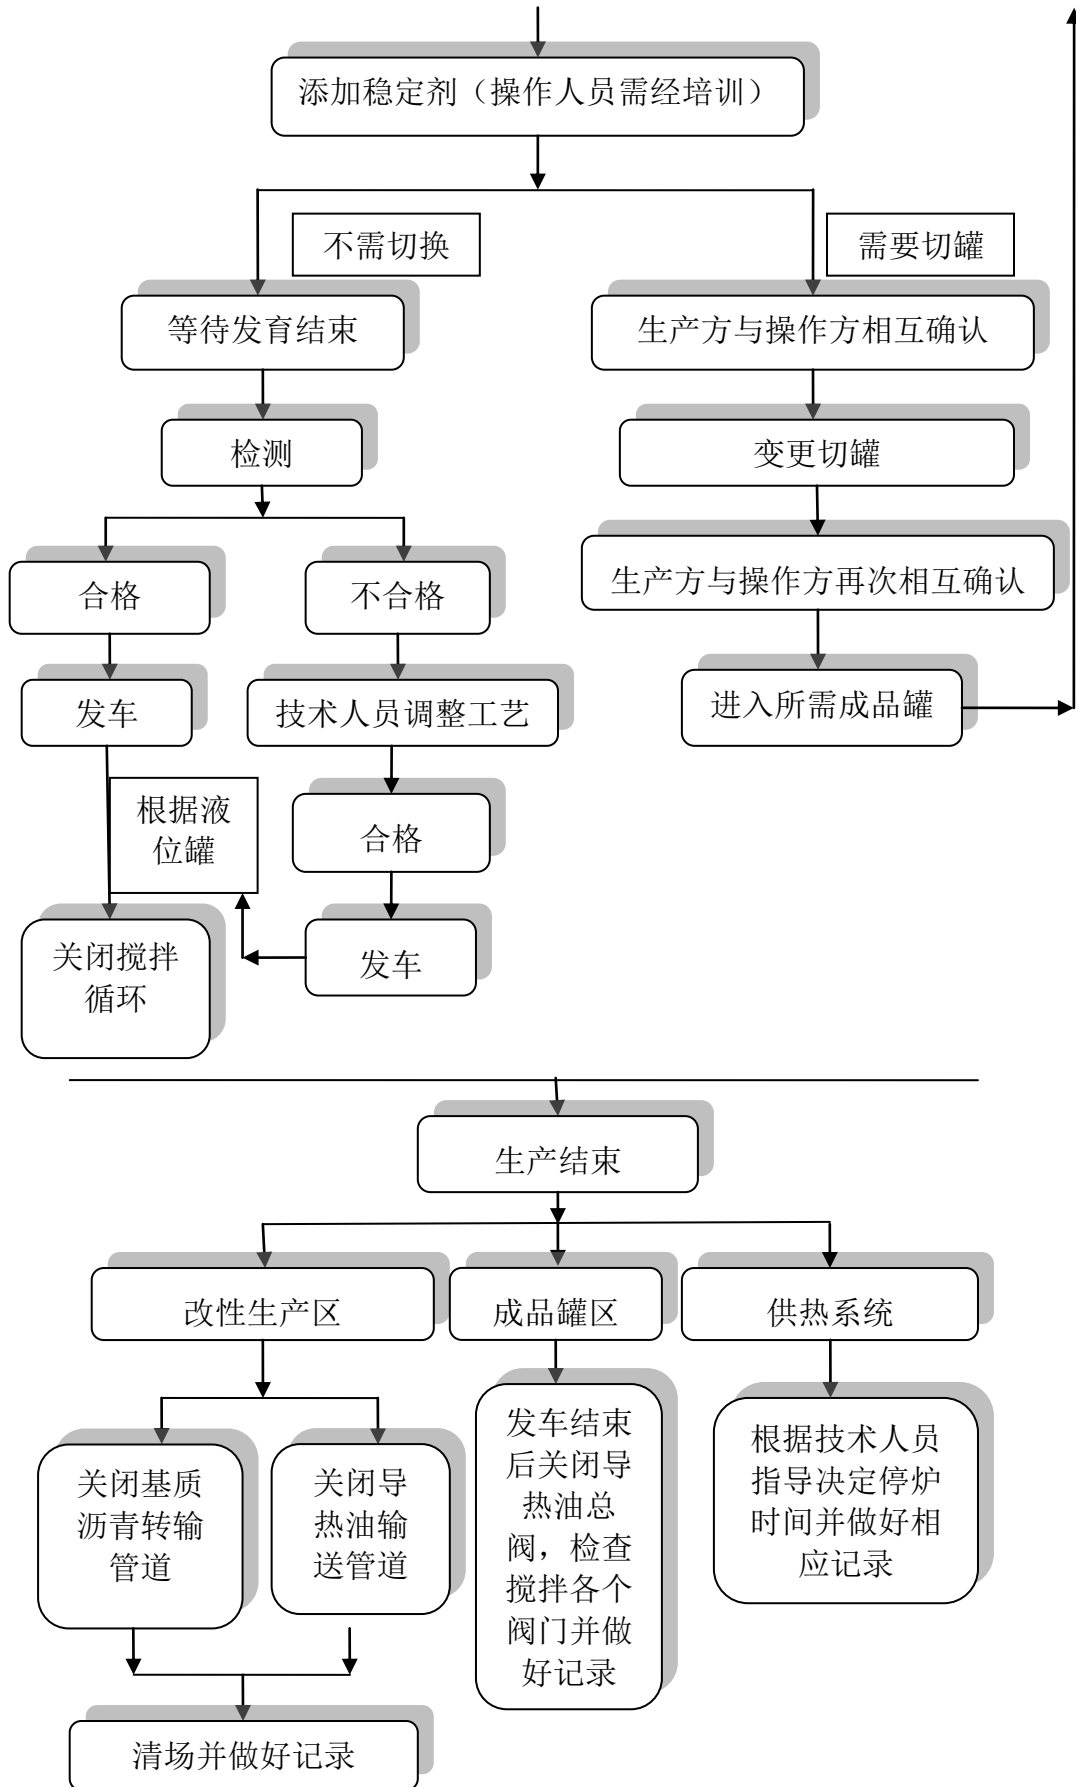 添加稳定剂（操作人员需经培训）
不需切换
需要切罐
等待发育结束
生产方与操作方相互确认
检测
变更切罐
合格
不合格
生产方与操作方再次相互确认
发车
技术人员调整工艺
进入所需成品罐
根据液
位罐
合格
关闭搅拌
循环
发车
生产结束
改性生产区
成品罐区
供热系统
关闭基质
沥青转输
管道
关闭导
热油输
送管道
发车结束
后关闭导
热油总
阀，检查
搅拌各个
阀门并做
好记录
根据技术人员
指导决定停炉
时间并做好相
应记录
清场并做好记录